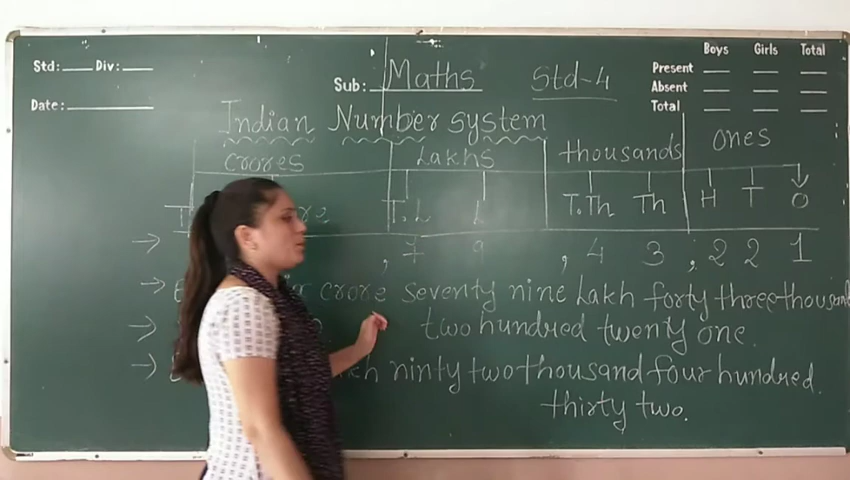 Boys Girls Total
Std: Div:
Sub: Maths Std-4
Present
Absent
Date:
Total
Indian Number system
crores Lakhs thousands ones
T.L L T.Th Th H T O
→ , 7 9 , 4 3 , 2 2 1
→ crore seventy nine Lakh forty three thousand
→ two hundred twenty one.
→ ninty two thousand four hundred
thirty two.